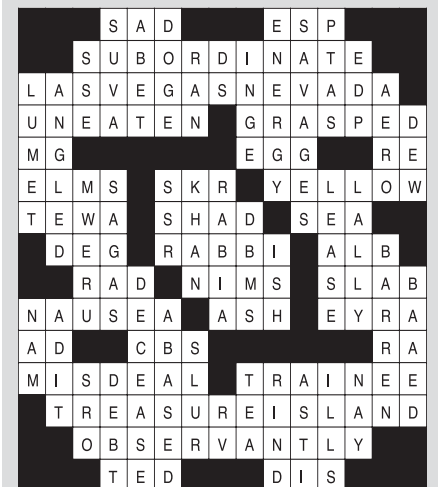 SAD ESP
SUBORDINATE
LASVEGASNEVADA
UNEATEN GRASPED
MG EGG RE
ELMS SKR YELLOW
TEWA SHAD SEA
DEG RABBI ALB
RAD NIMS SLAB
NAUSEA ASH EYRA
AD CBS RA
MISDEAL TRAINEE
TREASUREISLAND
OBSERVANTLY
TED DIS